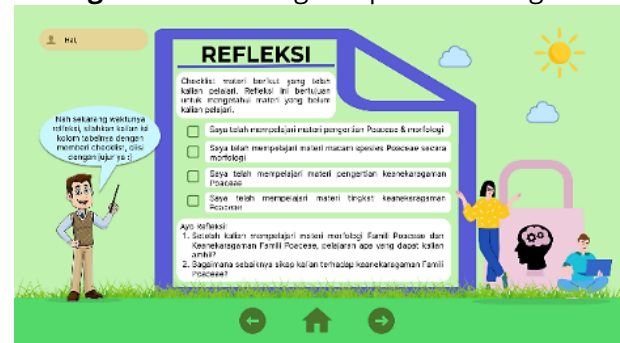 Hal.
REFLEKSI
Checklist materi berikut yang telah
kalian pelajari. Refleksi ini bertujuan
untuk mengetahui materi yang belum
kalian pelajari.
Nah sekarang waktunya
refleksi, silahkan kalian isi
kolom tabelnya dengan
memberi checklist, diisi
dengan jujur ya :)
Saya telah mempelajari materi pengertian Poaceae & morfologi
Saya telah mempelajari materi macam spesies Poaceae secara
morfologi
Saya telah mempelajari materi pengertian keanekaragaman
Poaceae
Saya telah mempelajari materi tingkat keanekaragaman
Poaceae
Ayo Refleksi:
1. Setelah kalian mempelajari materi morfologi Famili Poaceae dan
Keanekaragaman Famili Poaceae, pelajaran apa yang dapat kalian
ambil?
2. Bagaimana sebaiknya sikap kalian terhadap keanekaragaman Famili
Poaceae?